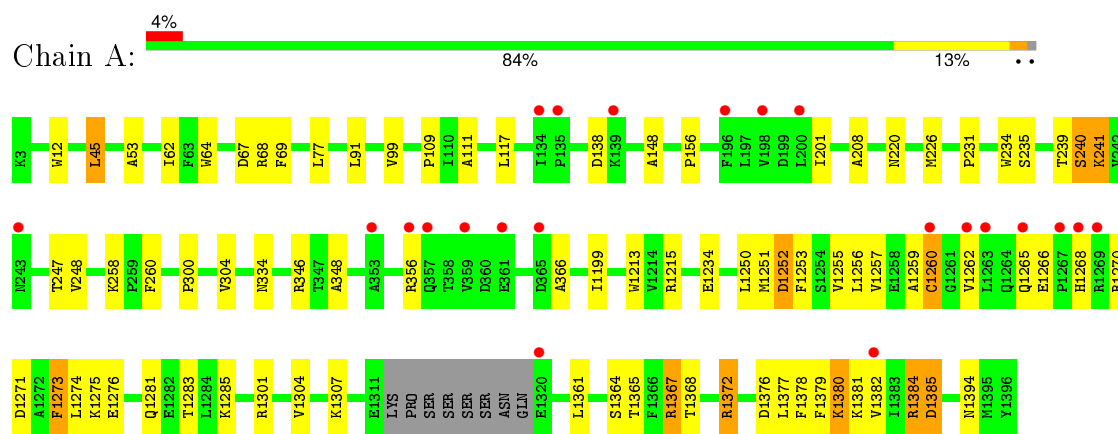 4%
Chain A:
84% 13% • •
K3 W12 L45 A53 I62 F63 W64 D67 R68 F69 L77 L91 V99 P109 I110 A111 L117 I134 P135 D138 K139 A148 P156 F196 L197 V198 D199 L200 I201 A208 N220 M226 P231 W234 S235 T239 S240 K241 V242
N243 T247 V248 K258 P259 F260 P300 V304 N334 R346 T347 A348 A353 R356 Q357 T358 V359 D360 E361 D365 A366 I1199 W1213 V1214 R1215 E1234 L1250 M1251 D1252 F1253 S1254 V1255 L1256 V1257 E1258 A1259 C1260 G1261 V1262 L1263 Q1264 Q1265 E1266 P1267 H1268 R1269 R1270
D1271 A1272 F1273 L1274 K1275 E1276 Q1281 E1282 T1283 L1284 K1285 R1301 V1304 K1307 E1311 LYS PRO SER SER SER SER ASN GLN E1320 L1361 S1364 T1365 F1366 R1367 T1368 R1372 D1376 L1377 F1378 F1379 K1380 K1381 V1382 I1383 R1384 D1385 N1394 M1395 Y1396